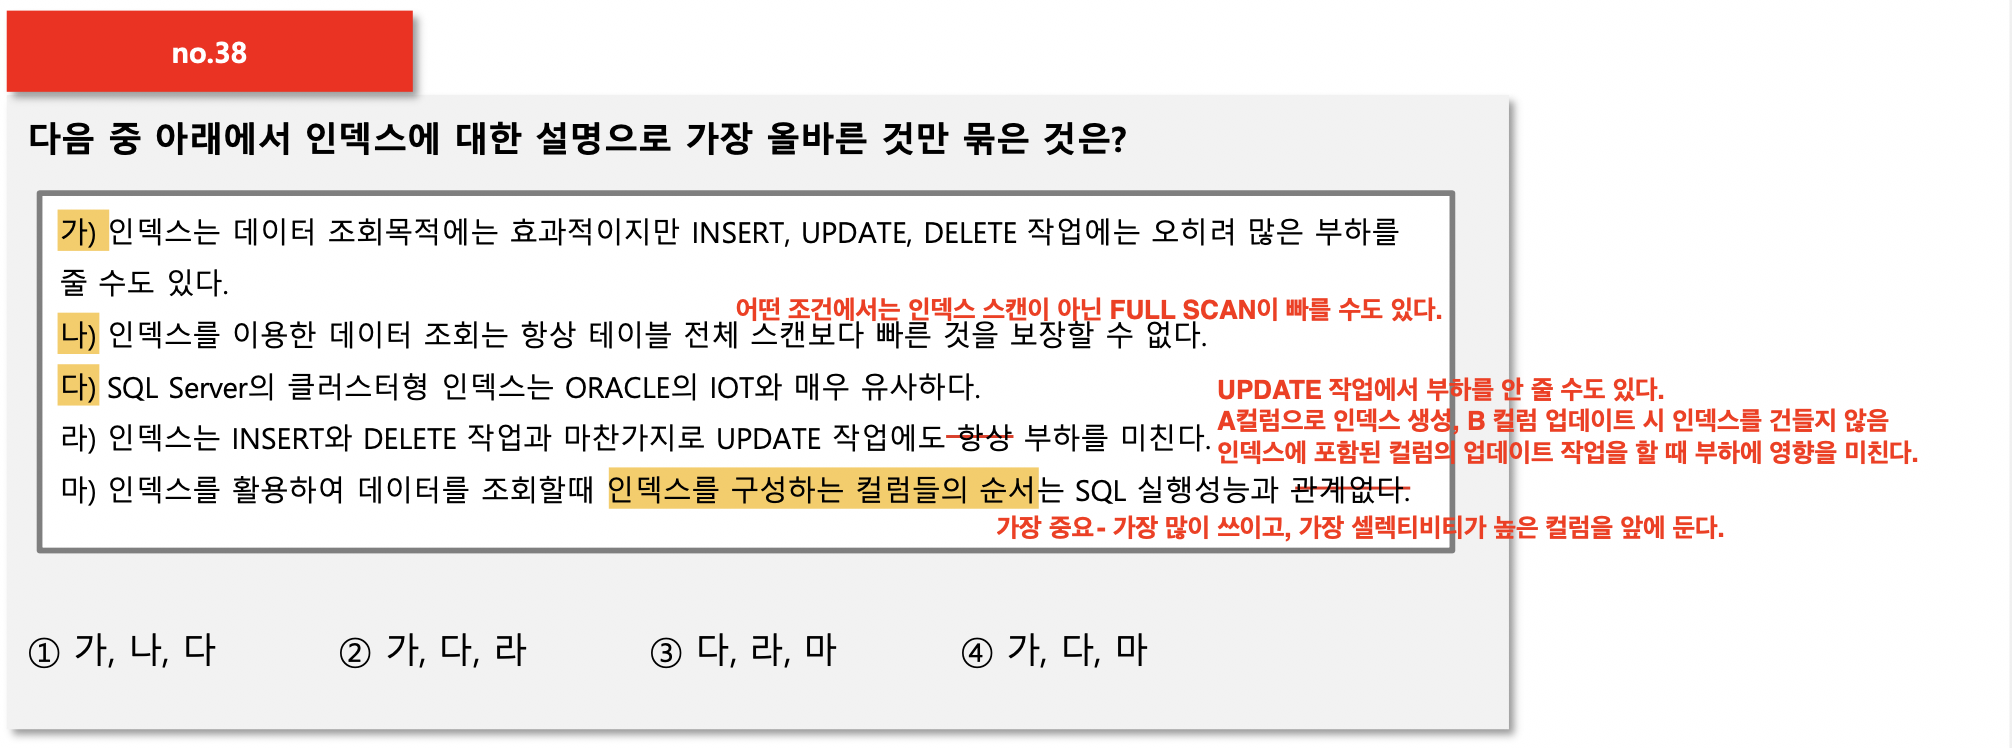 no.38
다음 중 아래에서 인덱스에 대한 설명으로 가장 올바른 것만 묶은 것은?
가) 인덱스는 데이터 조회목적에는 효과적이지만 INSERT, UPDATE, DELETE 작업에는 오히려 많은 부하를
줄 수도 있다.
어떤 조건에서는 인덱스 스캔이 아닌 FULL SCAN이 빠를 수도 있다.
나) 인덱스를 이용한 데이터 조회는 항상 테이블 전체 스캔보다 빠른 것을 보장할 수 없다.
다) SQL Server의 클러스터형 인덱스는 ORACLE의 IOT와 매우 유사하다.
UPDATE 작업에서 부하를 안 줄 수도 있다.
A컬럼으로 인덱스 생성, B 컬럼 업데이트 시 인덱스를 건들지 않음
라) 인덱스는 INSERT와 DELETE 작업과 마찬가지로 UPDATE 작업에도 항상 부하를 미친다.
인덱스에 포함된 컬럼의 업데이트 작업을 할 때 부하에 영향을 미친다.
마) 인덱스를 활용하여 데이터를 조회할때 인덱스를 구성하는 컬럼들의 순서는 SQL 실행성능과 관계없다.
가장 중요- 가장 많이 쓰이고, 가장 셀렉티비티가 높은 컬럼을 앞에 둔다.
① 가, 나, 다 ② 가, 다, 라 ③ 다, 라, 마 ④ 가, 다, 마